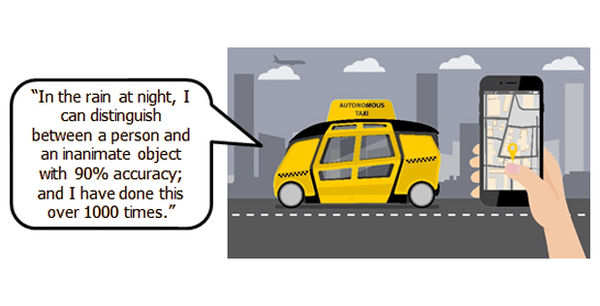 “In the rain at night, I
can distinguish
between a person and
an inanimate object
with 90% accuracy;
and I have done this
over 1000 times.”
AUTONOMOUS
TAXI